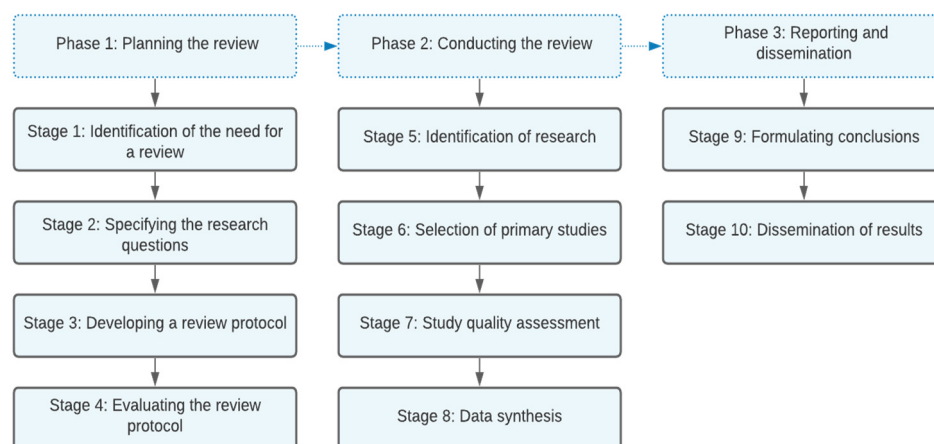 Phase 1: Planning the review
Stage 1: Identification of the need for
a review
Stage 2: Specifying the research
questions
Stage 3: Developing a review protocol
Stage 4: Evaluating the review
protocol
Phase 2: Conducting the review
Stage 5: Identification of research
Stage 6: Selection of primary studies
Stage 7: Study quality assessment
Stage 8: Data synthesis
Phase 3: Reporting and
dissemination
Stage 9: Formulating conclusions
Stage 10: Dissemination of results